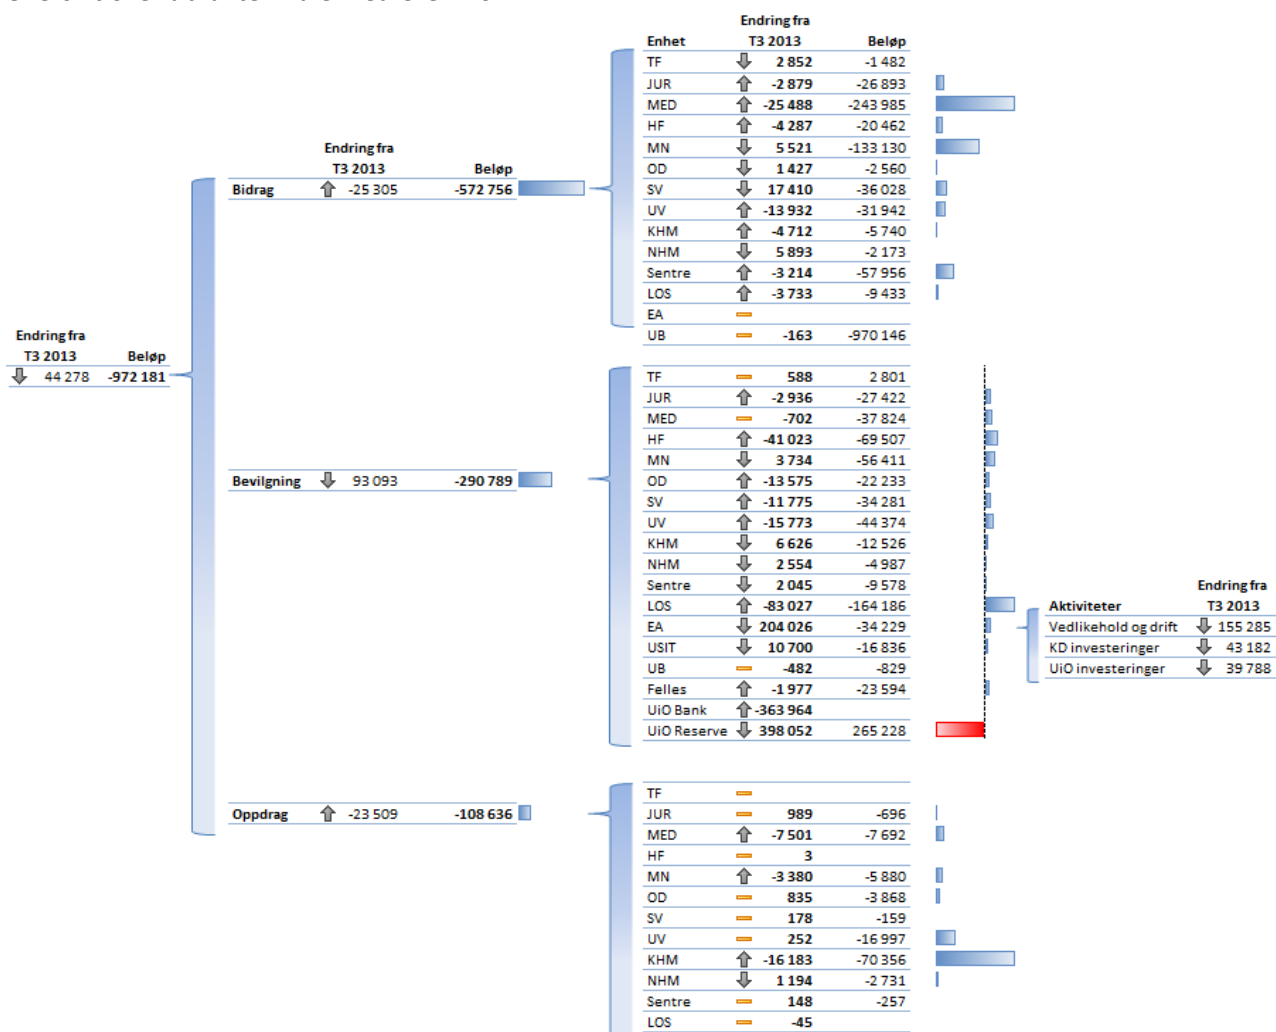 Endring fra
Enhet T3 2013 Beløp
TF 2 852 -1 482
JUR -2 879 -26 893
MED -25 488 -243 985
HF -4 287 -20 462
MN 5 521 -133 130
OD 1 427 -2 560
SV 17 410 -36 028
UV -13 932 -31 942
KHM -4 712 -5 740
NHM 5 893 -2 173
Sentre -3 214 -57 956
LOS -3 733 -9 433
EA
UB -163 -970 146
Endring fra
T3 2013 Beløp
Bidrag -25 305 -572 756
Endring fra
T3 2013 Beløp
44 278 -972 181
TF 588 2 801
JUR -2 936 -27 422
MED -702 -37 824
HF -41 023 -69 507
MN 3 734 -56 411
OD -13 575 -22 233
SV -11 775 -34 281
UV -15 773 -44 374
KHM 6 626 -12 526
NHM 2 554 -4 987
Sentre 2 045 -9 578
LOS -83 027 -164 186
EA 204 026 -34 229
USIT 10 700 -16 836
UB -482 -829
Felles -1 977 -23 594
UiO Bank -363 964
UiO Reserve 398 052 265 228
Bevilgning 93 093 -290 789
Endring fra
Aktiviteter T3 2013
Vedlikehold og drift 155 285
KD investeringer 43 182
UiO investeringer 39 788
Oppdrag -23 509 -108 636
TF
JUR 989 -696
MED -7 501 -7 692
HF 3
MN -3 380 -5 880
OD 835 -3 868
SV 178 -159
UV 252 -16 997
KHM -16 183 -70 356
NHM 1 194 -2 731
Sentre 148 -257
LOS -45